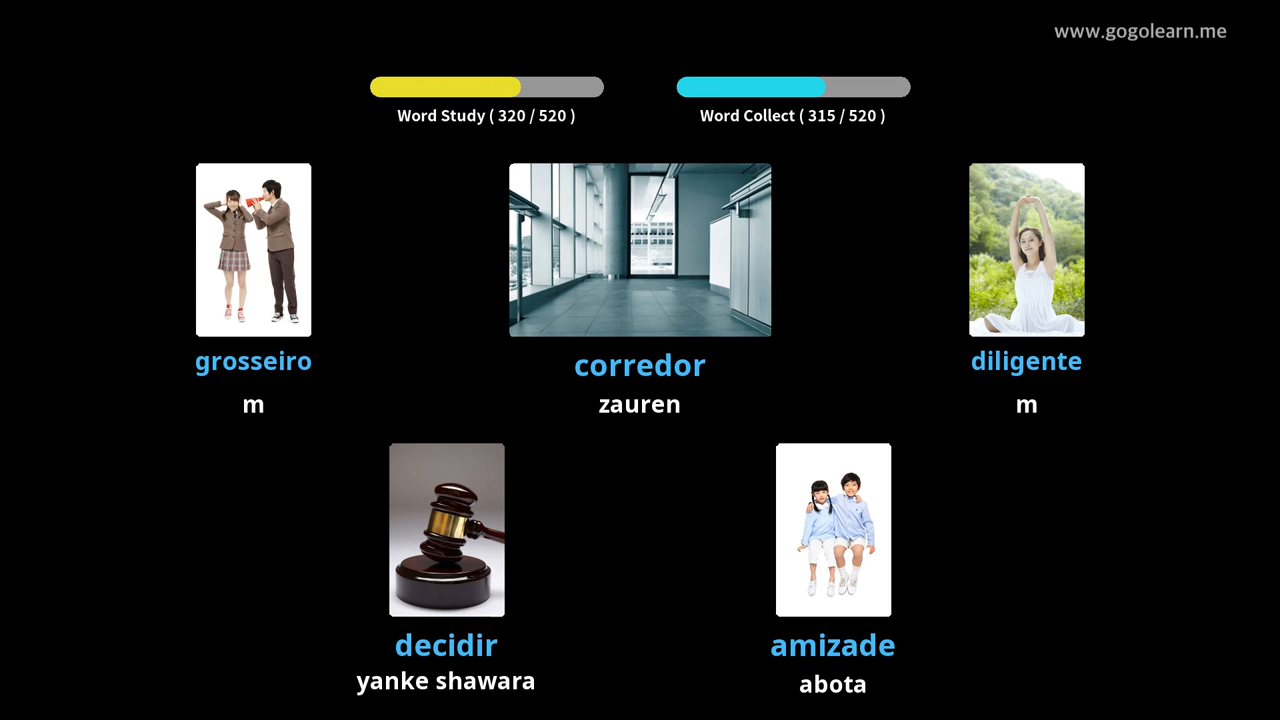 www.gogolearn.me
Word Study ( 320 / 520 )
Word Collect ( 315 / 520 )
grosseiro
corredor
diligente
m
zauren
m
decidir
amizade
yanke shawara
abota